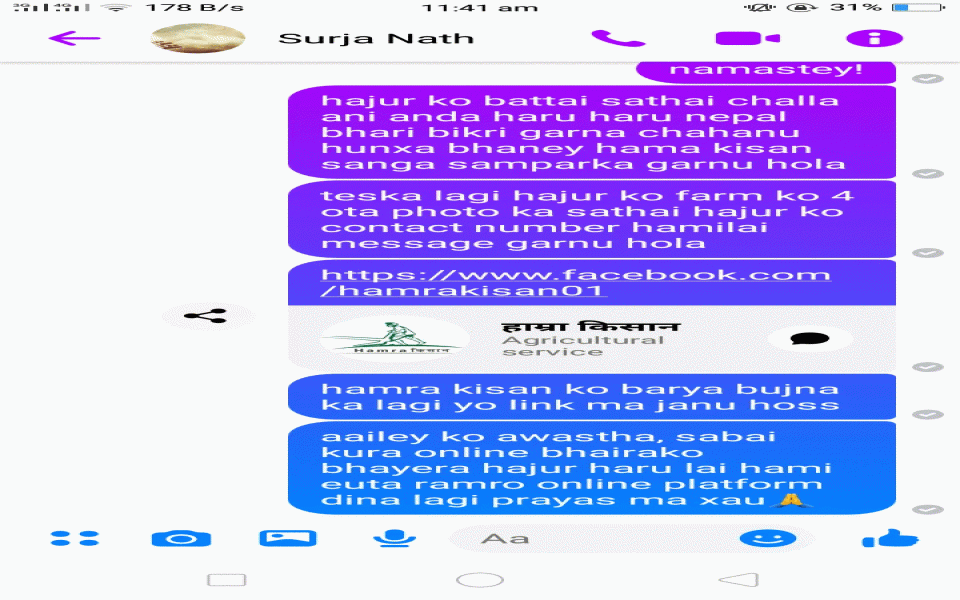 178 B/s
11:41 am
31%
Surja Nath
namastey!
hajur ko battai sathai challa
ani anda haru haru nepal
bhari bikri garna chahanu
hunxa bhaney hama kisan
sanga samparka garnu hola
teska lagi hajur ko farm ko 4
ota photo ka sathai hajur ko
contact number hamilai
message garnu hola
https://www.facebook.com
/hamrakisan01
हाम्रा किसान
Agricultural
service
Hamra किसान
hamra kisan ko barya bujna
ka lagi yo link ma janu hoss
aailey ko awastha, sabai
kura online bhairako
bhayera hajur haru lai hami
euta ramro online platform
dina lagi prayas ma xau🙏
Aa